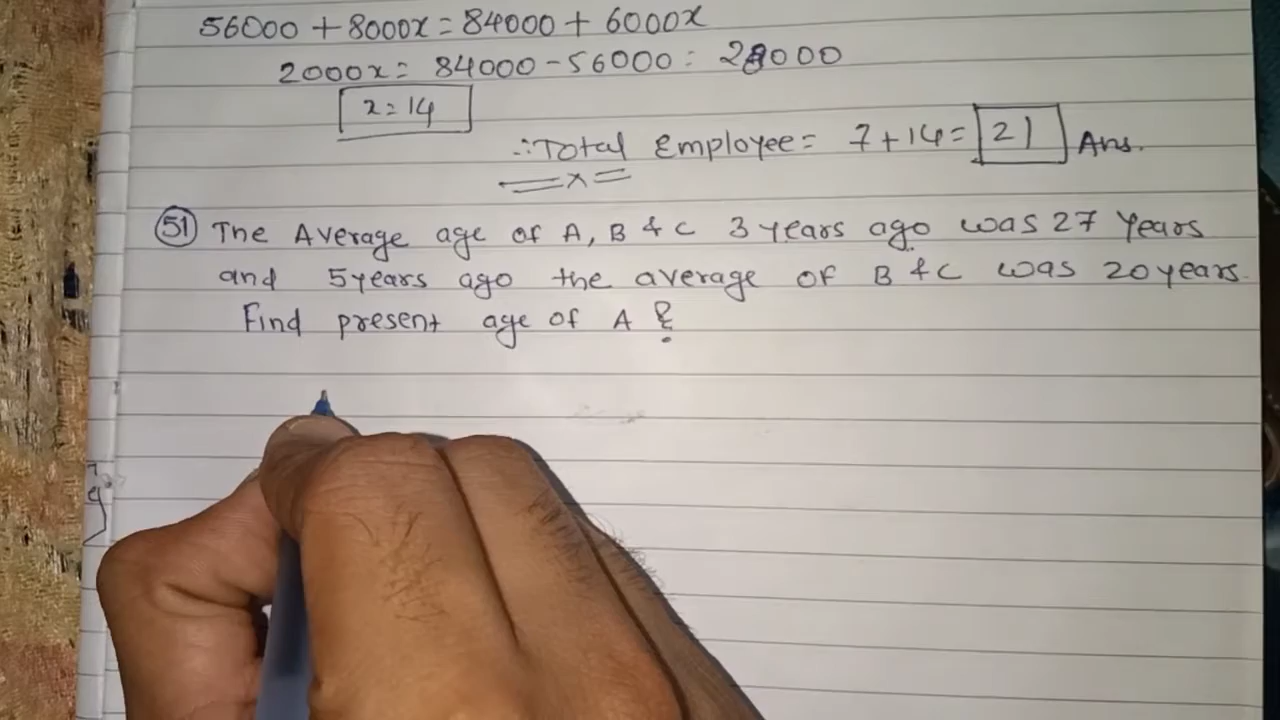 56000 + 8000x = 84000 + 6000x
2000x = 84000 - 56000 = 28000
x = 14
∴ Total Employee = 7 + 14 = 21 Ans.
=x=
51 The Average age of A, B & C 3 years ago was 27 Years
and 5 years ago the average of B & C was 20 years.
Find present age of A ?